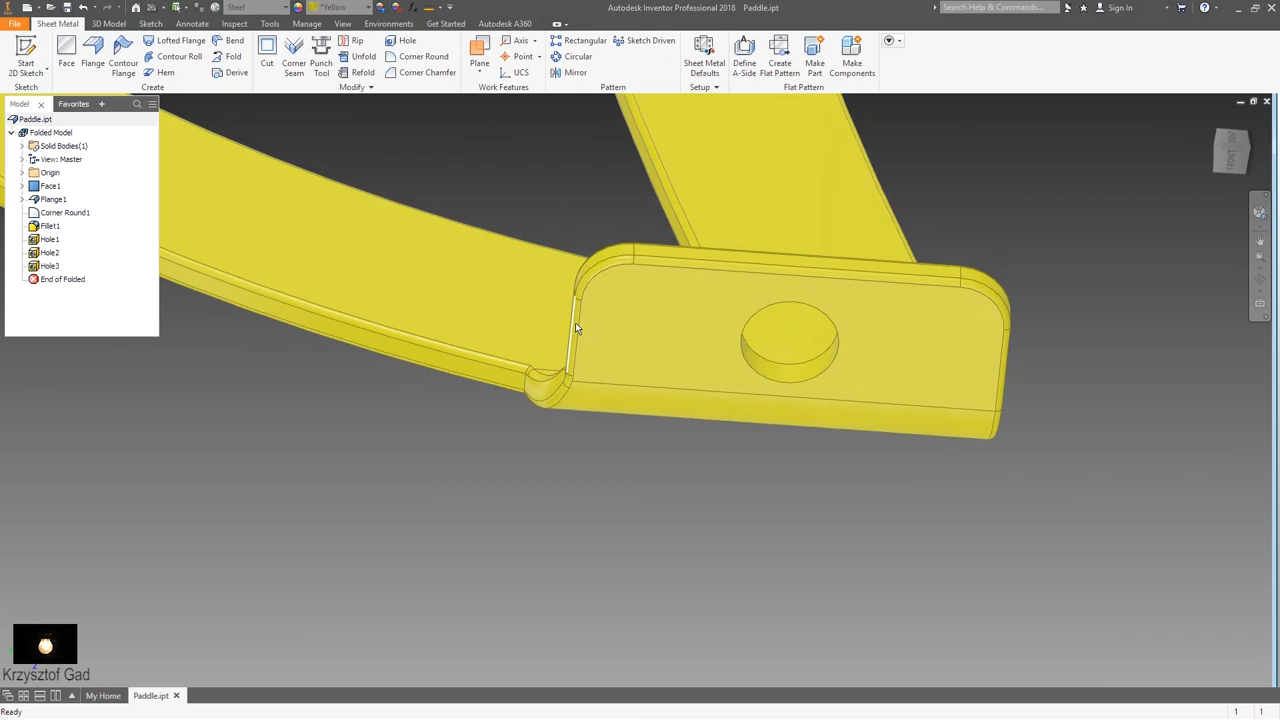 Steel
*Yellow
Autodesk Inventor Professional 2018 Paddle.ipt
Search Help & Commands...
Sign In
File Sheet Metal 3D Model Sketch Annotate Inspect Tools Manage View Environments Get Started Vault Autodesk A360
Start
2D Sketch
Sketch
Face
Flange
Contour
Flange
Lofted Flange
Contour Roll
Hem
Bend
Fold
Derive
Create
Cut
Corner
Seam
Punch
Tool
Rip
Unfold
Refold
Hole
Corner Round
Corner Chamfer
Modify
Plane
Axis
Point
UCS
Work Features
Rectangular
Circular
Mirror
Sketch Driven
Pattern
Sheet Metal
Defaults
Setup
Define
A-Side
Create
Flat Pattern
Make
Part
Make
Components
Flat Pattern
Model Favorites +
Paddle.ipt
Folded Model
Solid Bodies(1)
View: Master
Origin
Face1
Flange1
Corner Round1
Fillet1
Hole1
Hole2
Hole3
End of Folded
FRONT
Z
Krzysztof Gad
My Home Paddle.ipt
Ready
1 1